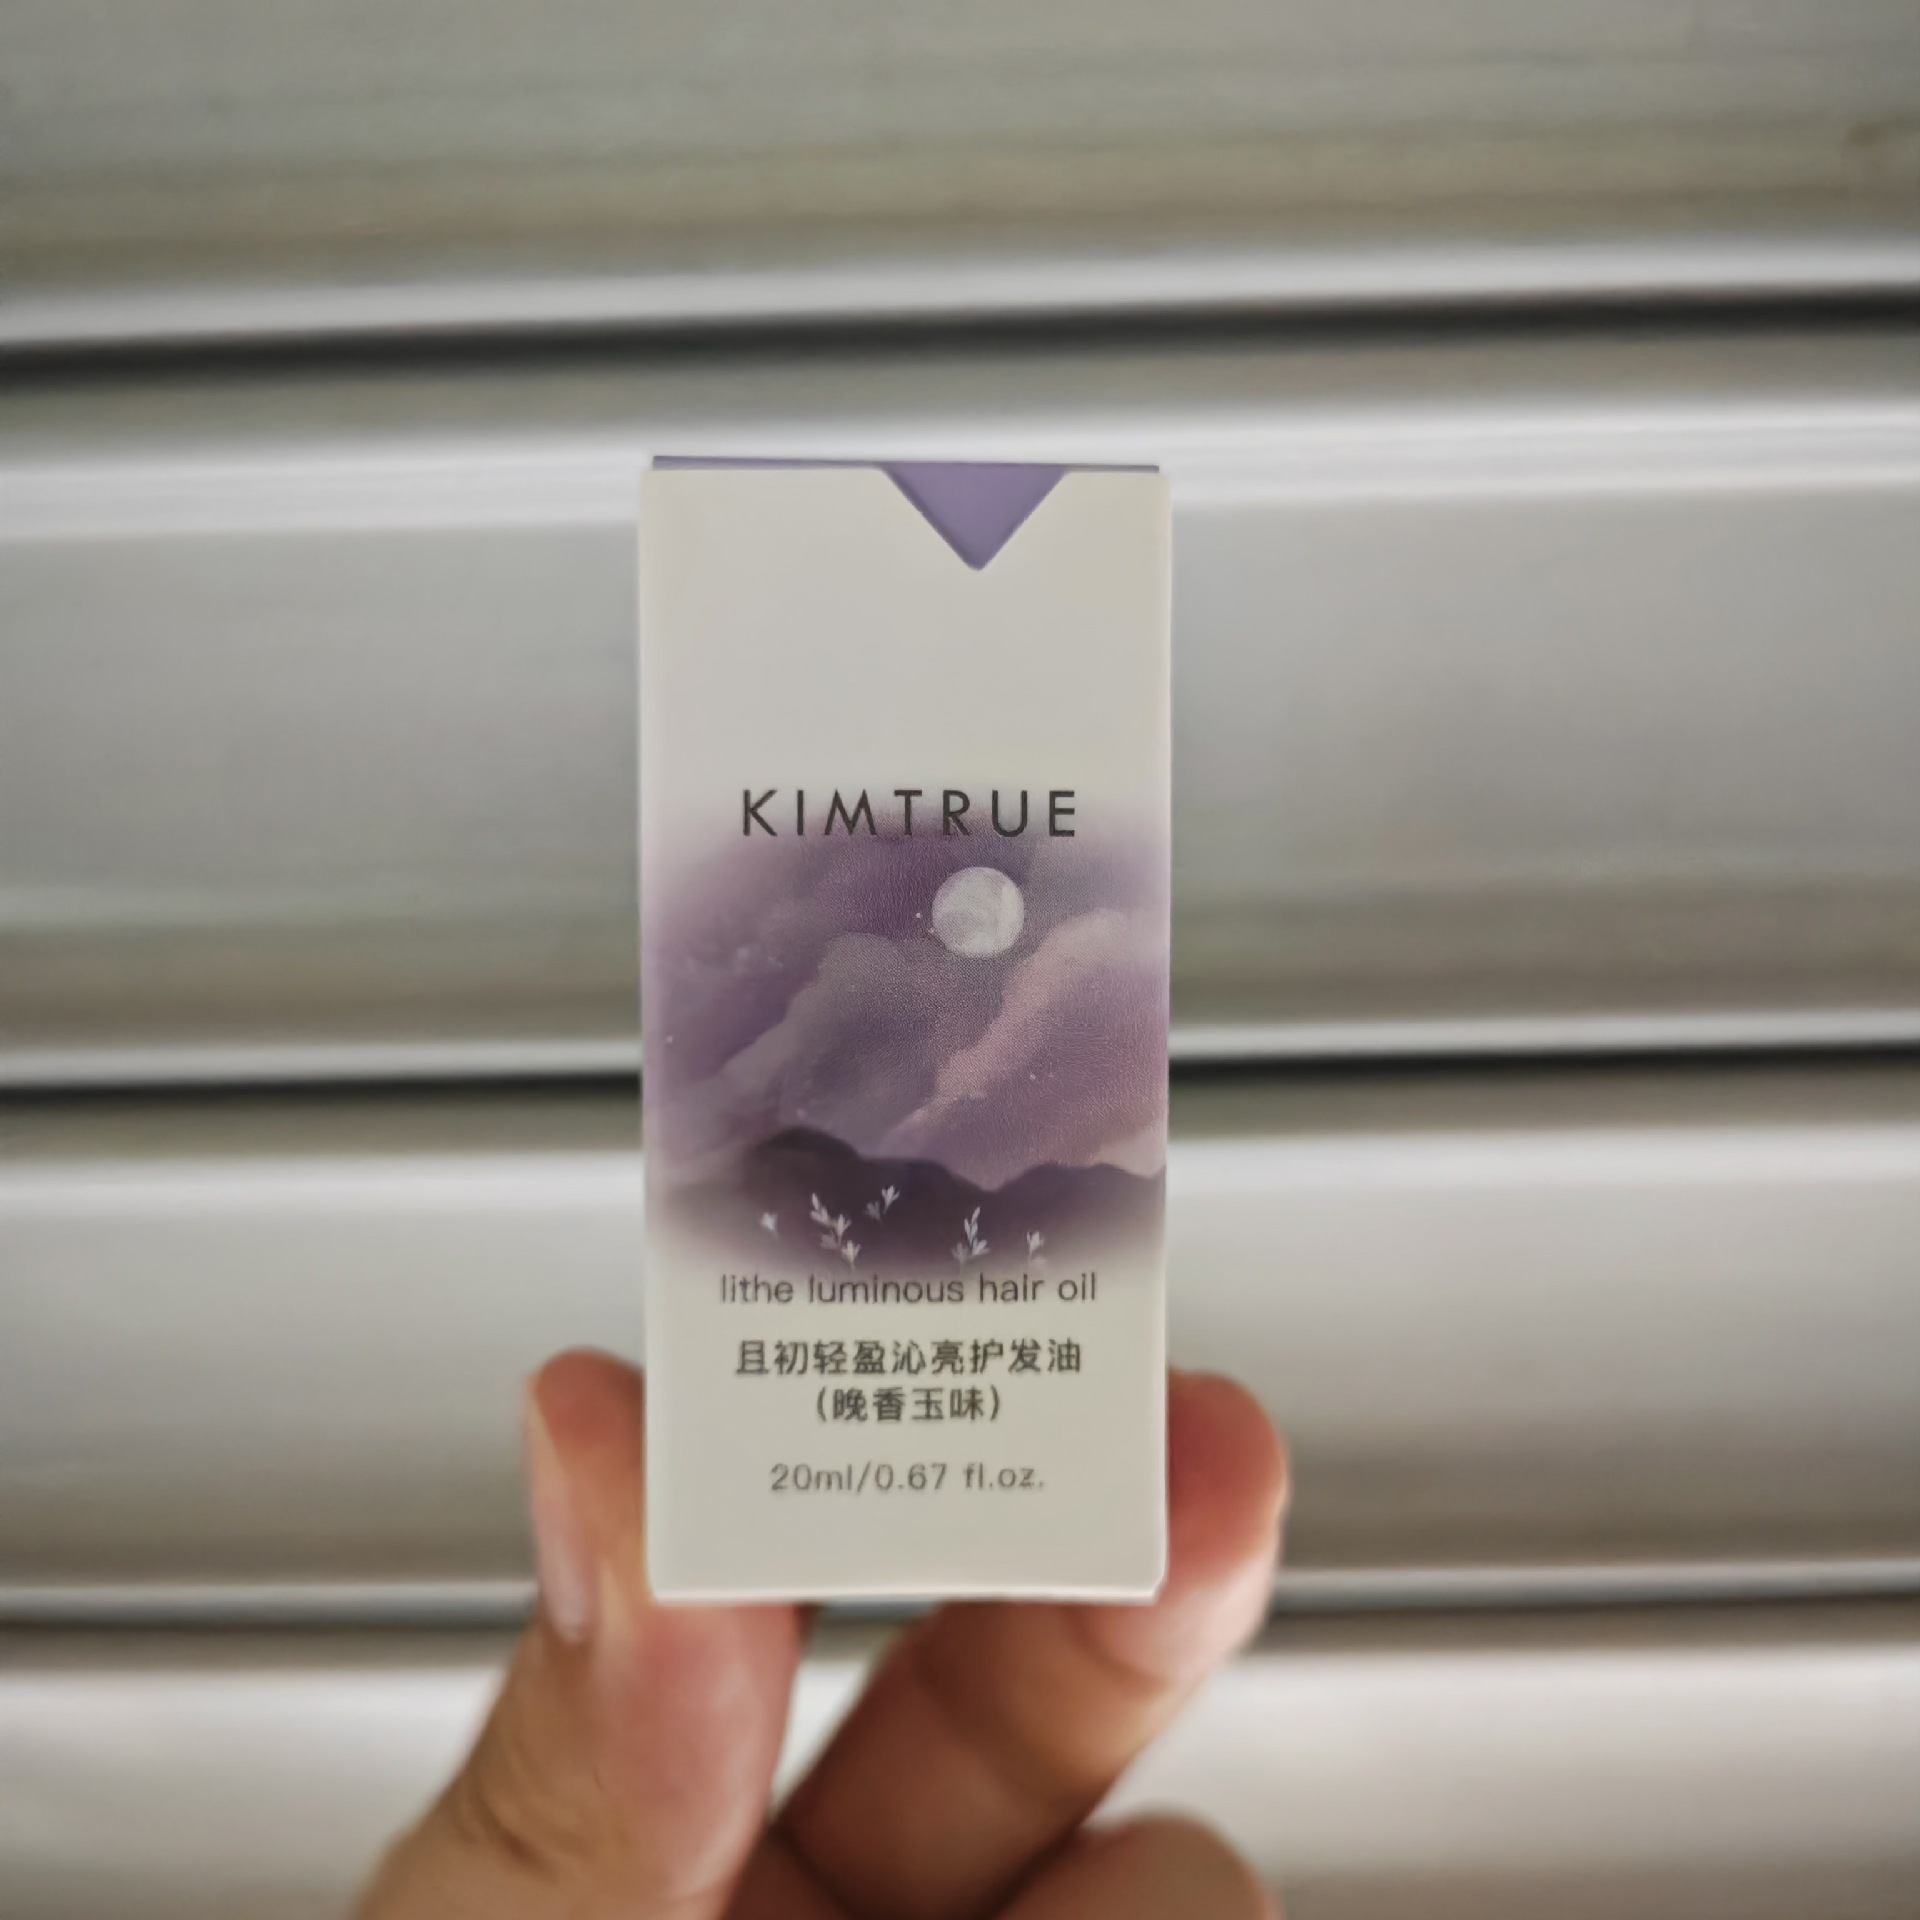 KIMTRUE
lithe luminous hair oil
且初轻盈沁亮护发油
（晚香玉味）
20ml/0.67 fl.oz.